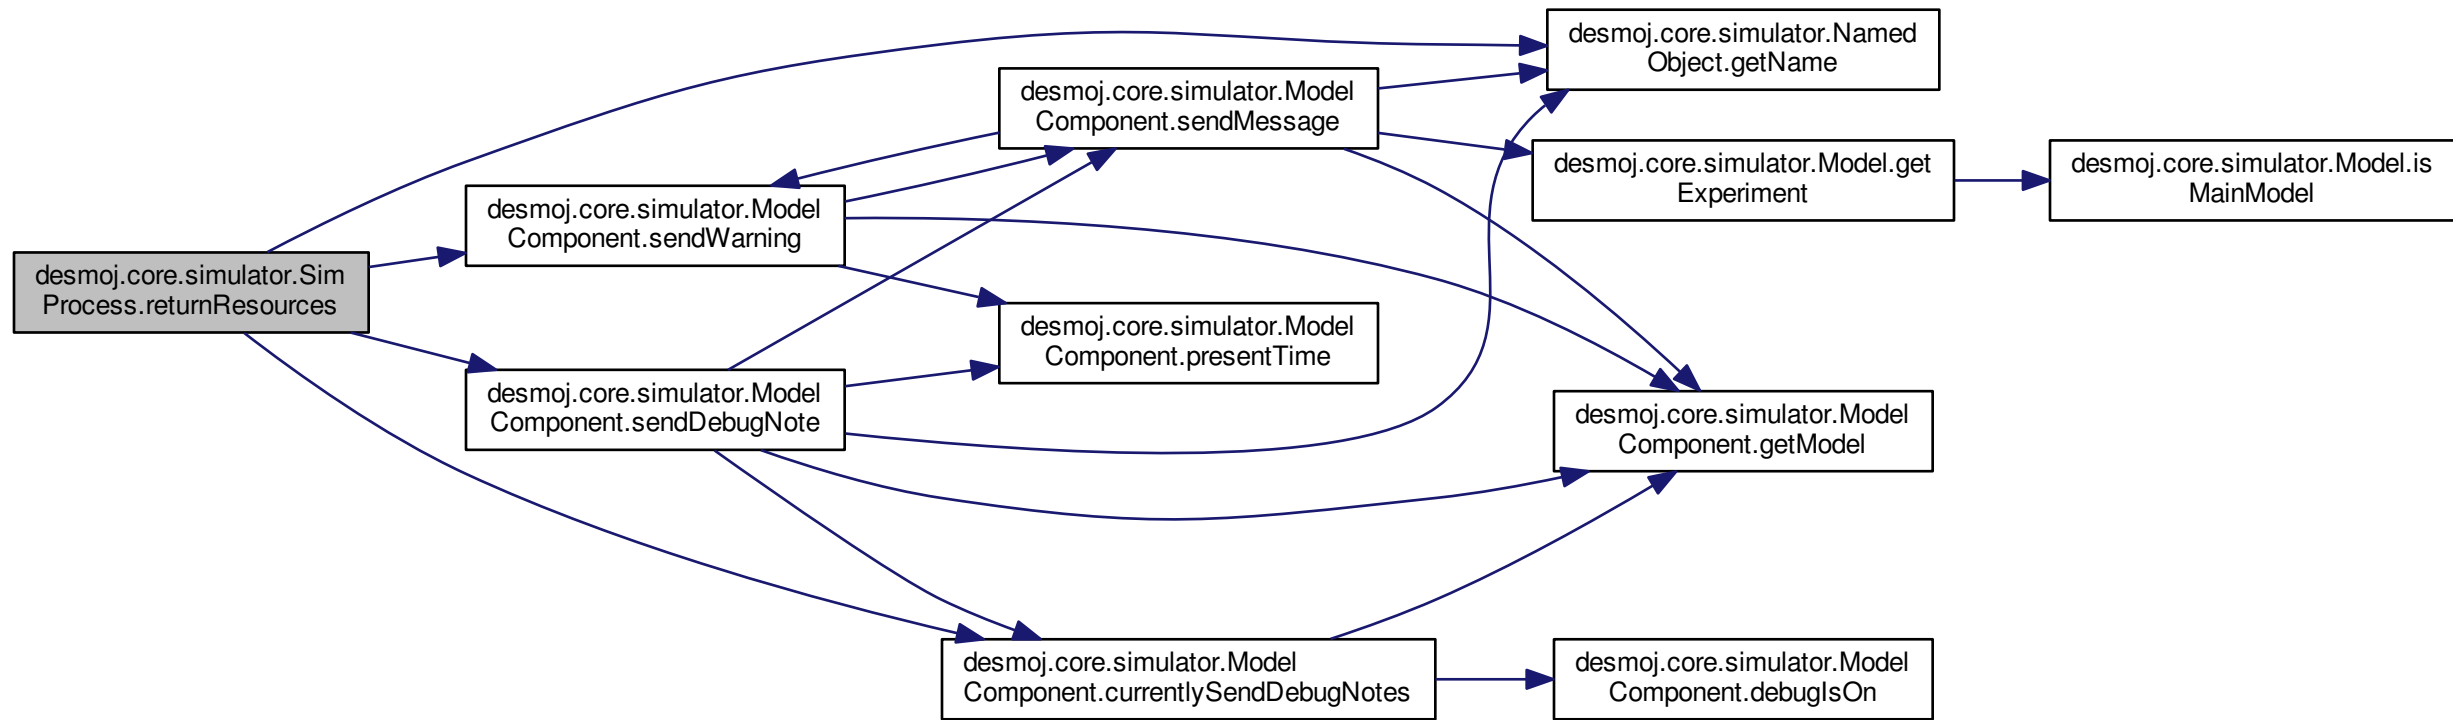 desmoj.core.simulator.Sim
Process.returnResources
desmoj.core.simulator.Model
Component.sendWarning
desmoj.core.simulator.Model
Component.sendDebugNote
desmoj.core.simulator.Model
Component.sendMessage
desmoj.core.simulator.Model
Component.presentTime
desmoj.core.simulator.Model
Component.currentlySendDebugNotes
desmoj.core.simulator.Named
Object.getName
desmoj.core.simulator.Model.get
Experiment
desmoj.core.simulator.Model
Component.getModel
desmoj.core.simulator.Model
Component.debugIsOn
desmoj.core.simulator.Model.is
MainModel